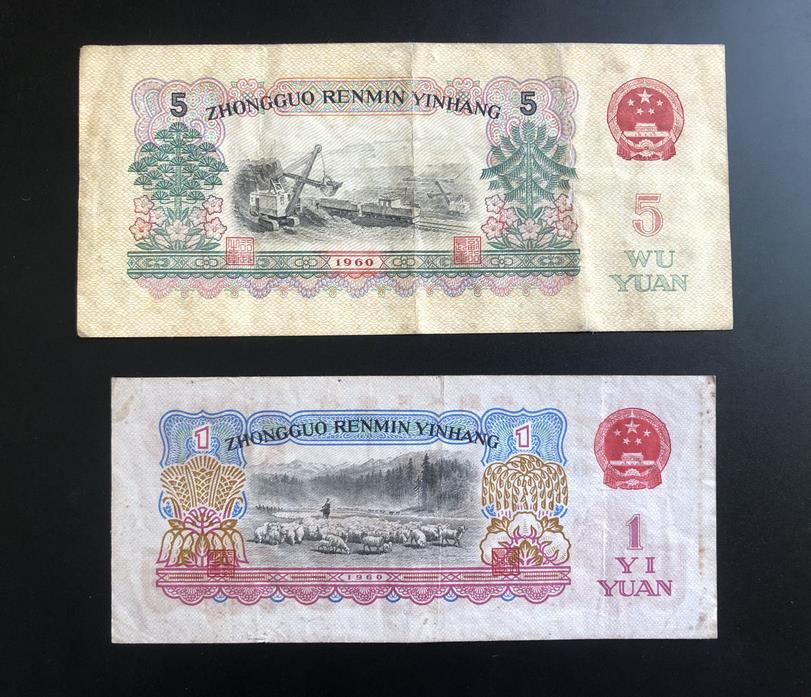 5 ZHONGGUO RENMIN YINHANG 5
5
WU
YUAN
1960
1 ZHONGGUO RENMIN YINHANG 1
1
YI
YUAN
1960